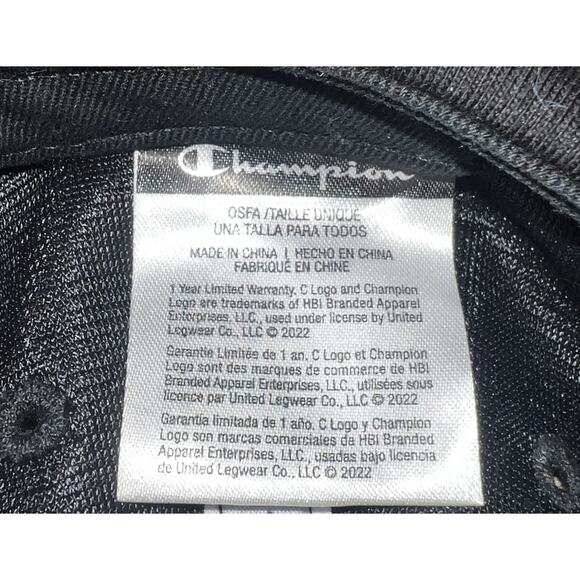 Champion
OSFA /TAILLE UNIQUE
UNA TALLA PARA TODOS
MADE IN CHINA | HECHO EN CHINA
FABRIQUÉ EN CHINE
1 Year Limited Warranty. C Logo and Champion
Logo are trademarks of HBI Branded Apparel
Enterprises, LLC., used under license by United
Legwear Co., LLC © 2022
Garantie Limitée de 1 an. C Logo et Champion
Logo sont des marques de commerce de HBI
Branded Apparel Enterprises, LLC., utilisées sous
licence par United Legwear Co., LLC © 2022
Garantía limitada de 1 año. C Logo y Champion
Logo son marcas comerciales de HBI Branded
Apparel Enterprises, LLC., usadas bajo licencia
de United Legwear Co., LLC © 2022